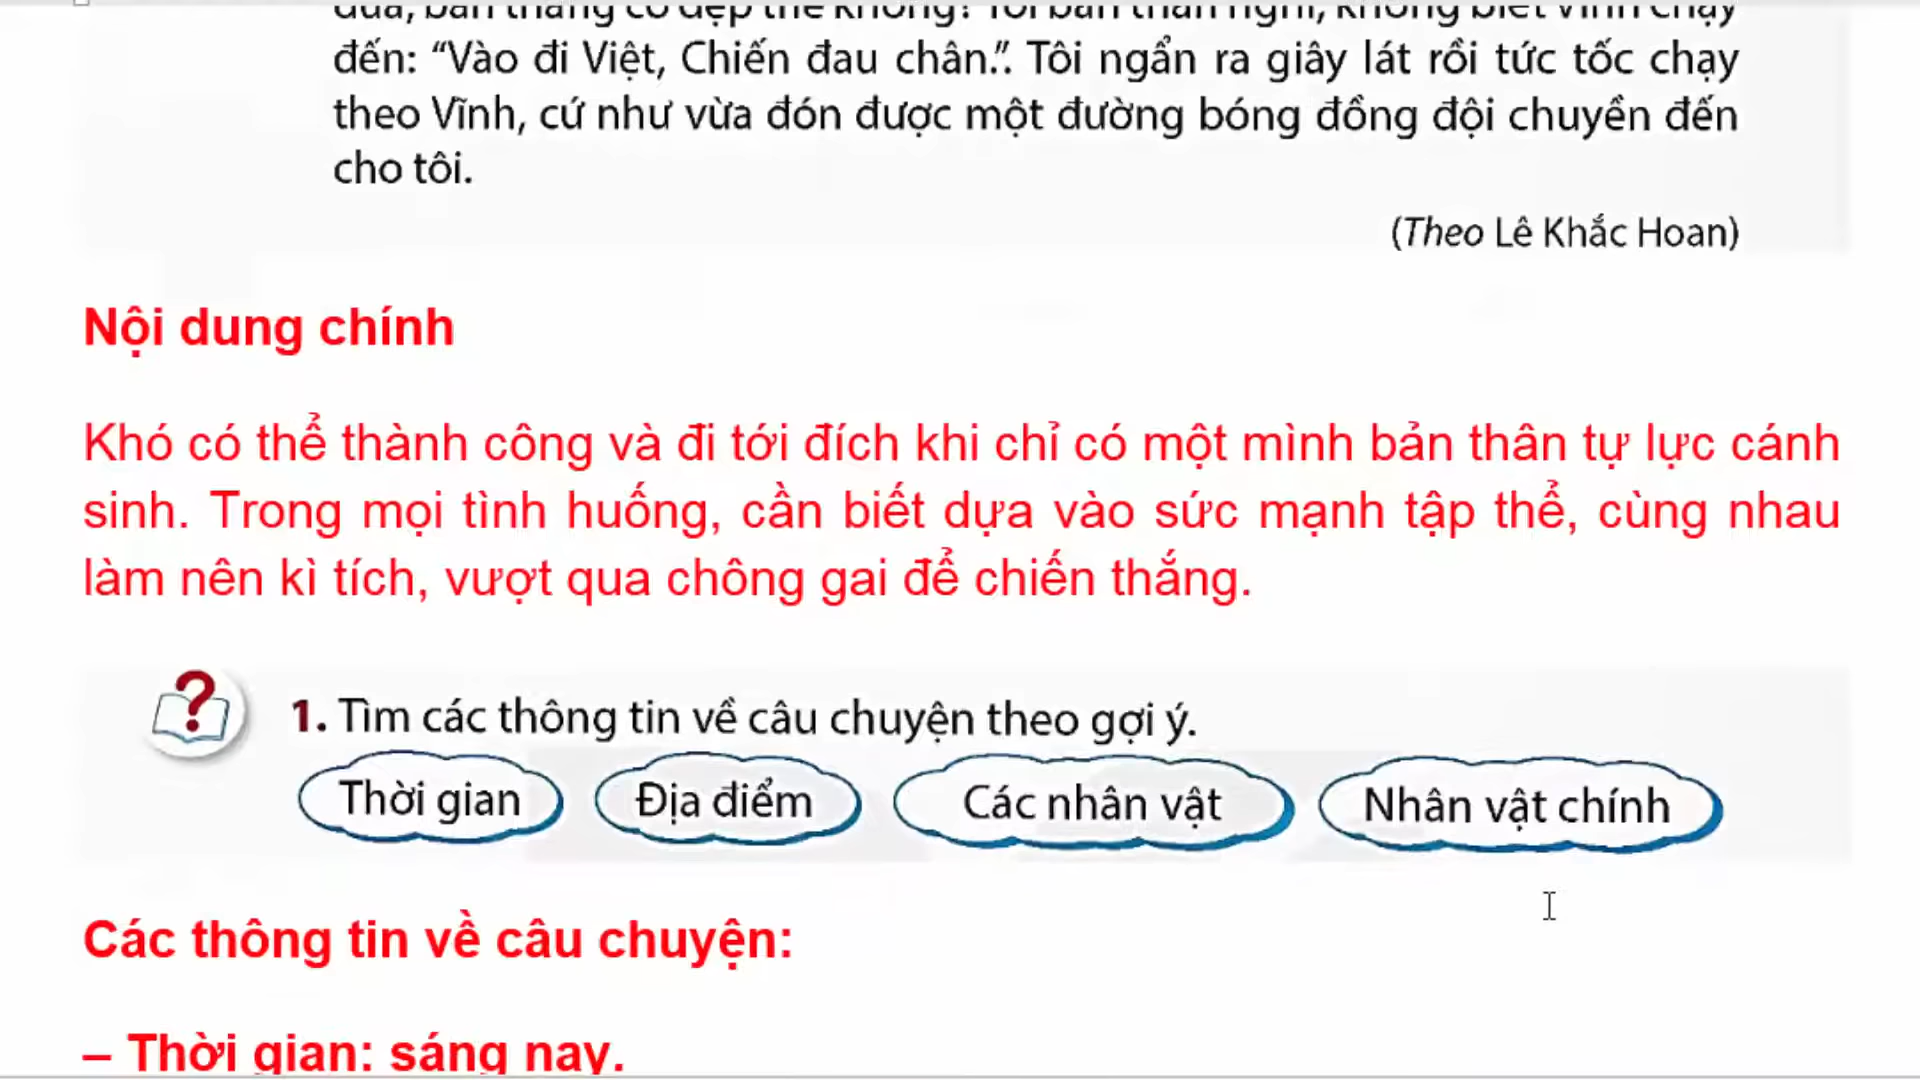 đến: “Vào đi Việt, Chiến đau chân.”. Tôi ngẩn ra giây lát rồi tức tốc chạy
theo Vĩnh, cứ như vừa đón được một đường bóng đồng đội chuyền đến
cho tôi.
(Theo Lê Khắc Hoan)
Nội dung chính
Khó có thể thành công và đi tới đích khi chỉ có một mình bản thân tự lực cánh
sinh. Trong mọi tình huống, cần biết dựa vào sức mạnh tập thể, cùng nhau
làm nên kì tích, vượt qua chông gai để chiến thắng.
1. Tìm các thông tin về câu chuyện theo gợi ý.
Thời gian Địa điểm Các nhân vật Nhân vật chính
Các thông tin về câu chuyện:
– Thời gian: sáng nay.